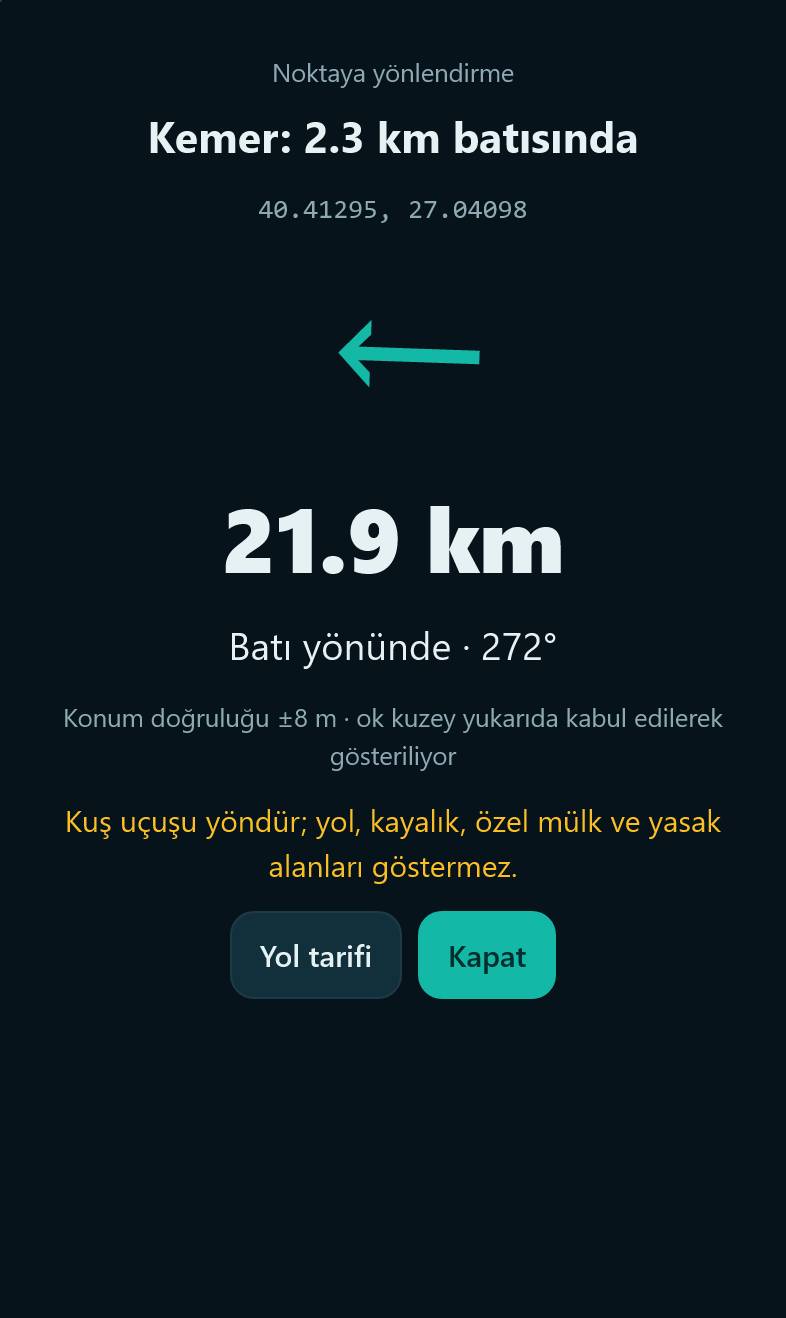 Noktaya yönlendirme
Kemer: 2.3 km batısında
40.41295, 27.04098
21.9 km
Batı yönünde · 272°
Konum doğruluğu ±8 m · ok kuzey yukarıda kabul edilerek
gösteriliyor
Kuş uçuşu yöndür; yol, kayalık, özel mülk ve yasak
alanları göstermez.
Yol tarifi
Kapat